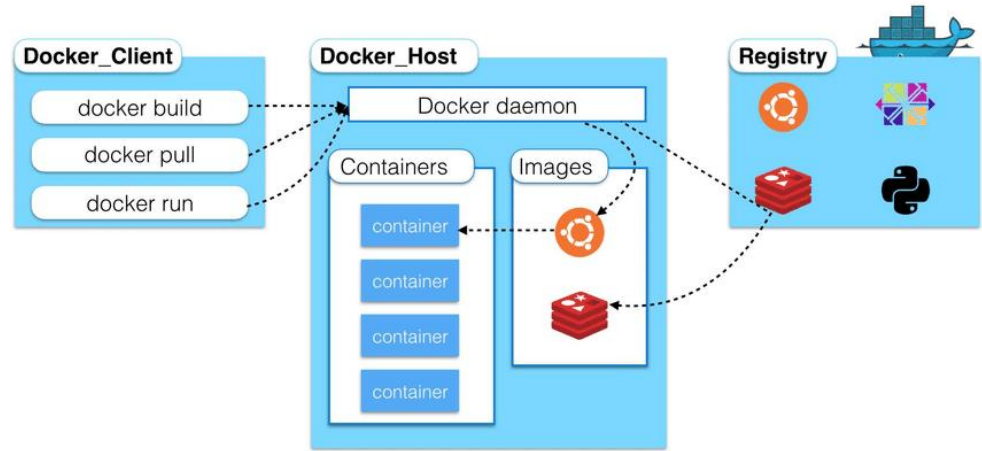 Docker_Client
docker build
docker pull
docker run
Docker_Host
Docker daemon
Containers
container
container
container
container
Images
Registry